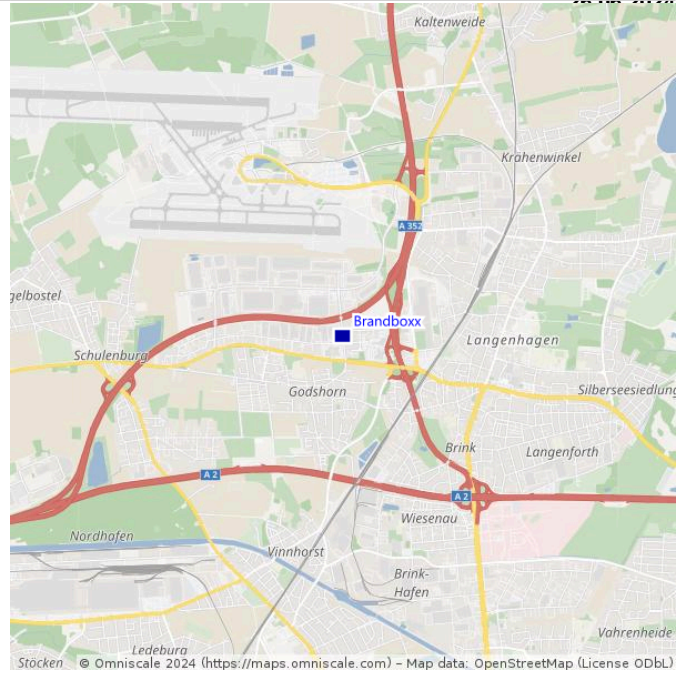 Kaltenweide
Krähenwinkel
A 352
gelbostel
Brandboxx
Langenhagen
Schulenburg
Godshorn
Silberseesiedlung
Brink
Langenforth
A 2
A 2
Wiesenau
Nordhafen
Vinnhorst
Brink-
Hafen
Vahrenheide
Ledeburg
Stöcken
© Omniscale 2024 (https://maps.omniscale.com) – Map data: OpenStreetMap (License ODbL)